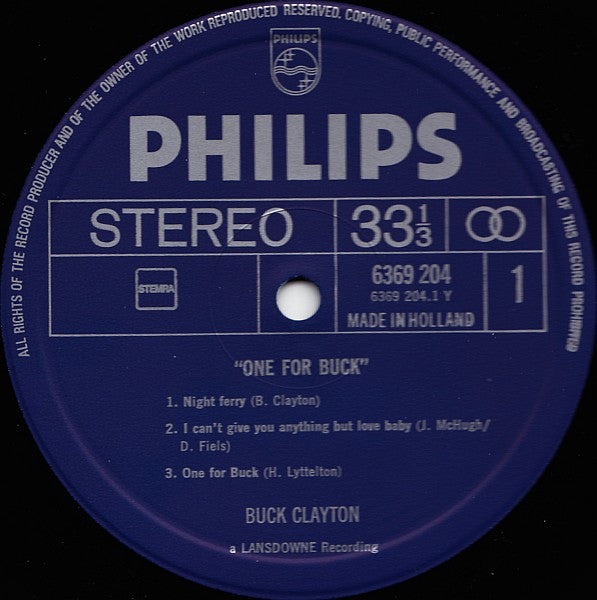 ALL RIGHTS OF THE RECORD PRODUCER AND OF THE OWNER OF THE WORK REPRODUCED RESERVED. COPYING, PUBLIC PERFORMANCE AND BROADCASTING OF THIS RECORD PROHIBITED
PHILIPS
PHILIPS
STEREO 33⅓
STEMRA 6369 204 1
6369 204.1 Y
MADE IN HOLLAND
"ONE FOR BUCK"
1. Night ferry (B. Clayton)
2. I can't give you anything but love baby (J. McHugh/
D. Fiels)
3. One for Buck (H. Lyttelton)
BUCK CLAYTON
a LANSDOWNE Recording